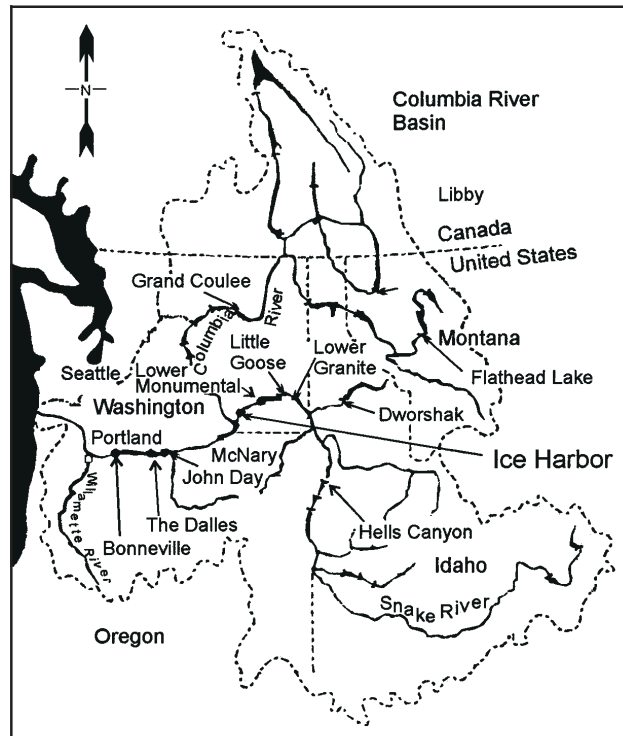 N
Columbia River
Basin
Libby
Canada
United States
Grand Coulee
Columbia
River
Little
Goose
Lower
Granite
Montana
Flathead Lake
Seattle
Lower
Monumental
Washington
Dworshak
Portland
McNary
John Day
Ice Harbor
The Dalles
Bonneville
Willamette River
Hells Canyon
Idaho
Snake River
Oregon